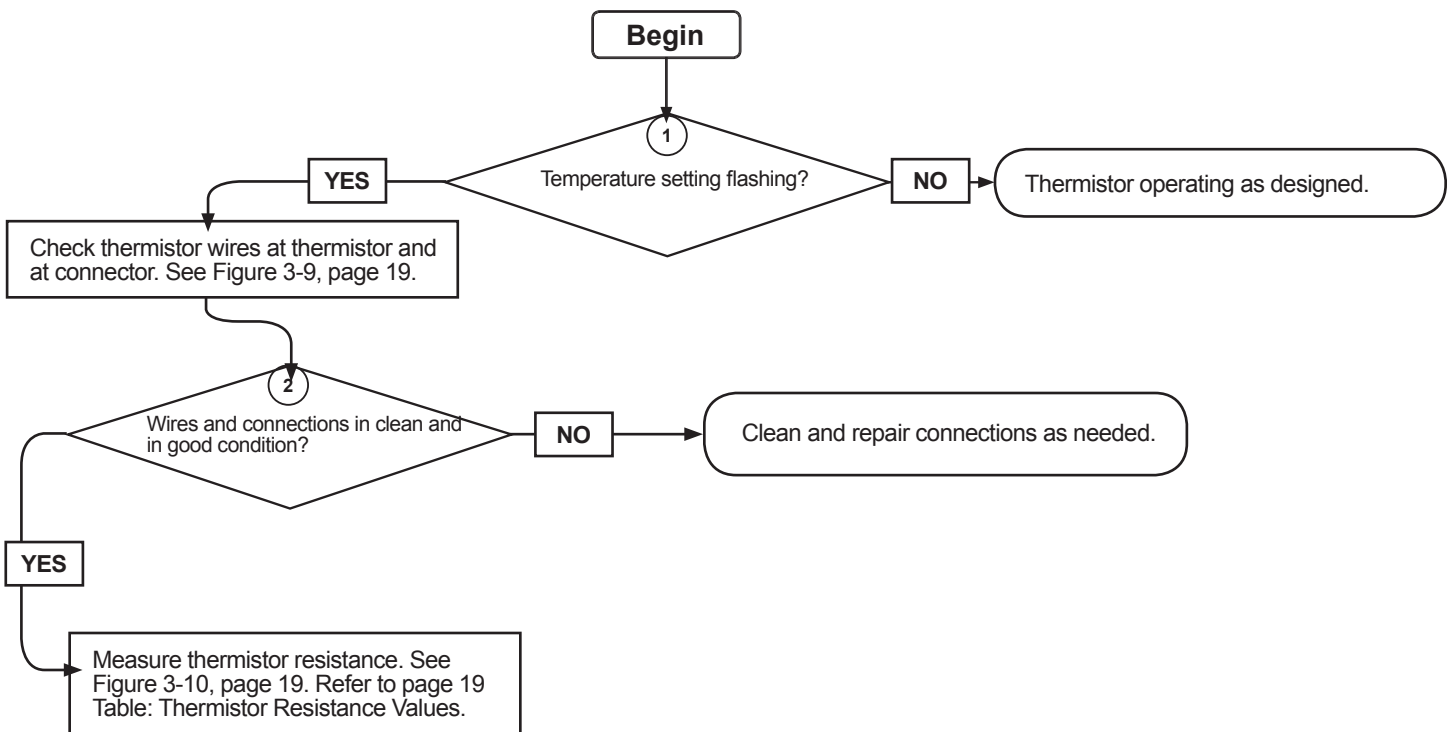 Begin
1
Temperature setting flashing?
YES
NO
Thermistor operating as designed.
Check thermistor wires at thermistor and
at connector. See Figure 3-9, page 19.
2
Wires and connections in clean and
in good condition?
NO
Clean and repair connections as needed.
YES
Measure thermistor resistance. See
Figure 3-10, page 19. Refer to page 19
Table: Thermistor Resistance Values.